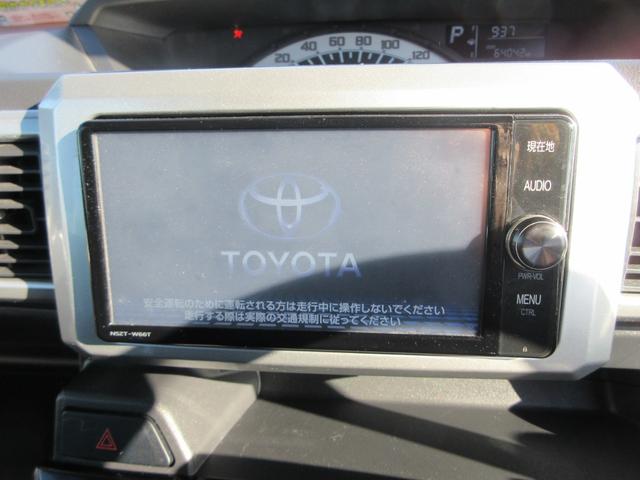 20 40 60 80 100 120
P
9:37
64042
現在地
AUDIO
TOYOTA
PWR·VOL
安全運転のために運転される方は走行中に操作しないでください
走行する際は実際の交通規制に従ってください
MENU
CTRL
NSZT-W66T